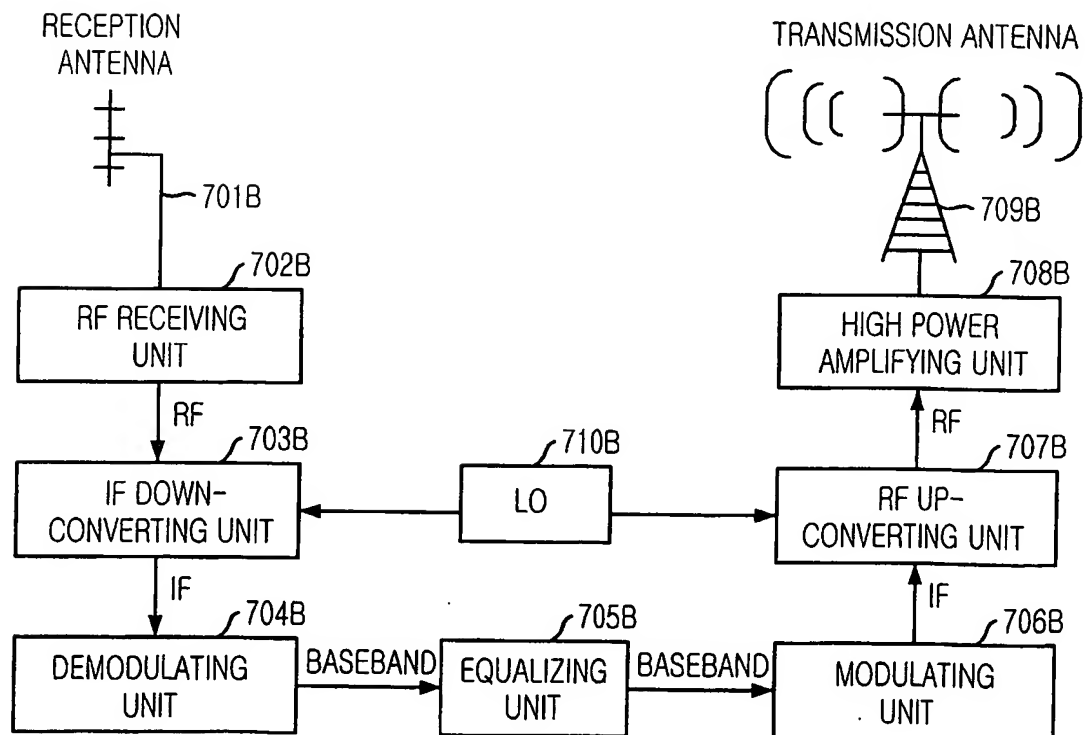 RECEPTION
ANTENNA
TRANSMISSION ANTENNA
701B
709B
702B
RF RECEIVING
UNIT
708B
HIGH POWER
AMPLIFYING UNIT
RF
RF
703B
IF DOWN-
CONVERTING UNIT
710B
LO
707B
RF UP-
CONVERTING UNIT
IF
IF
704B
DEMODULATING
UNIT
BASEBAND
705B
EQUALIZING
UNIT
BASEBAND
706B
MODULATING
UNIT